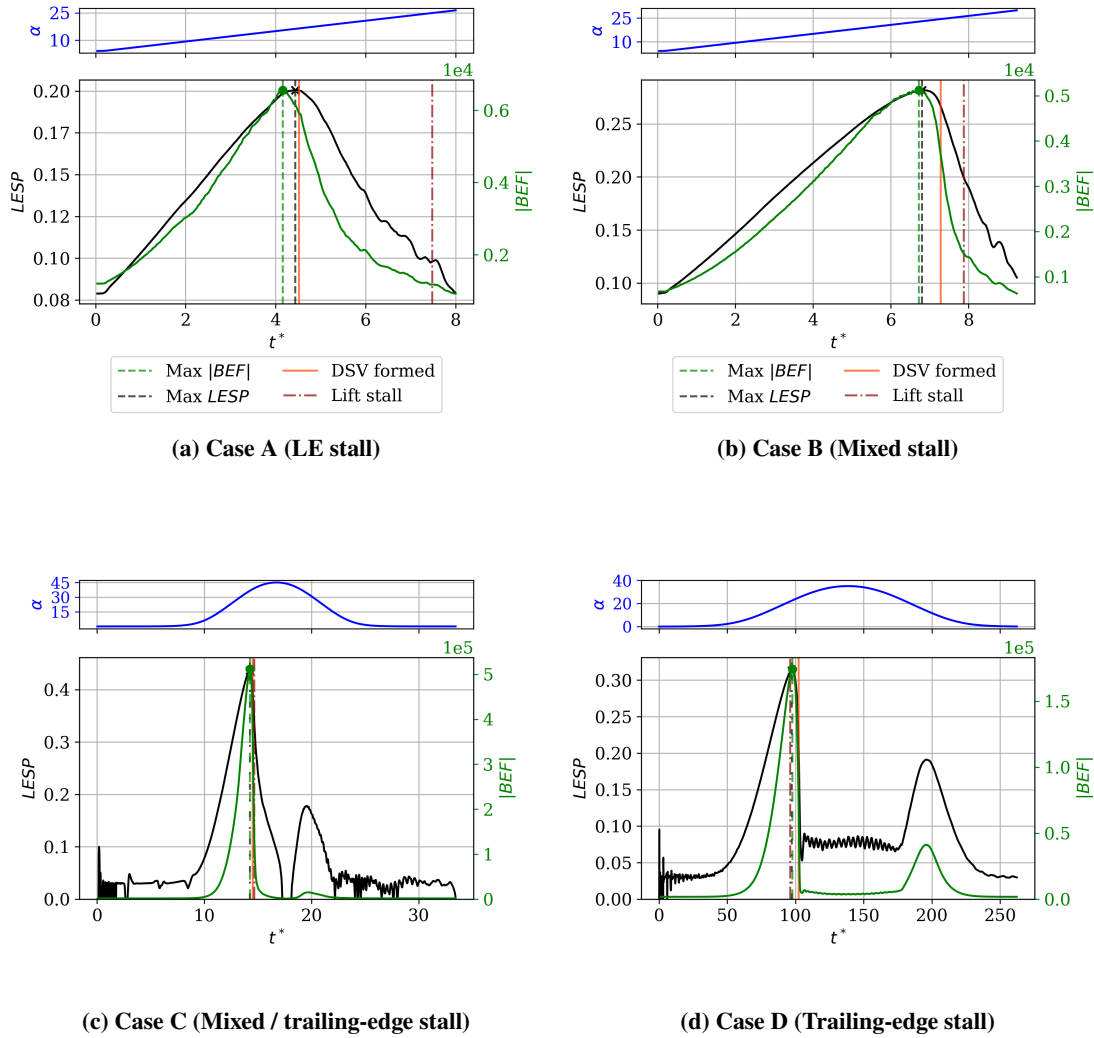 25
10
α
1e4
0.20
0.17
0.15
0.12
0.10
0.08
LESP
0.6
0.4
0.2
|BEF|
0 2 4 6 8
t*
Max |BEF|
Max LESP
DSV formed
Lift stall
(a) Case A (LE stall)
25
10
α
1e4
0.25
0.20
0.15
0.10
LESP
0.5
0.4
0.3
0.2
0.1
|BEF|
0 2 4 6 8
t*
Max |BEF|
Max LESP
DSV formed
Lift stall
(b) Case B (Mixed stall)
45
30
15
α
1e5
0.4
0.3
0.2
0.1
0.0
LESP
5
4
3
2
1
0
|BEF|
0 10 20 30
t*
(c) Case C (Mixed / trailing-edge stall)
40
20
0
α
1e5
0.30
0.25
0.20
0.15
0.10
0.05
0.00
LESP
1.5
1.0
0.5
0.0
|BEF|
0 50 100 150 200 250
t*
(d) Case D (Trailing-edge stall)